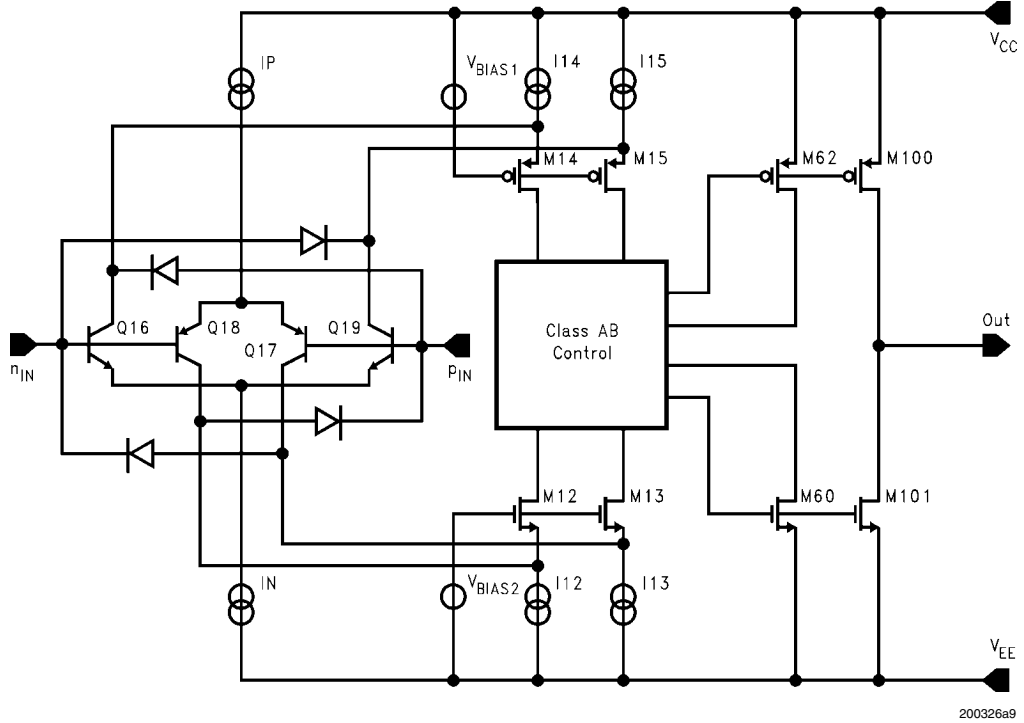 IP
V_BIAS1
I14
I15
V_CC
M14
M15
M62
M100
Q16
Q18
Q17
Q19
n_IN
p_IN
Class AB
Control
Out
M12
M13
M60
M101
IN
V_BIAS2
I12
I13
V_EE
200326a9